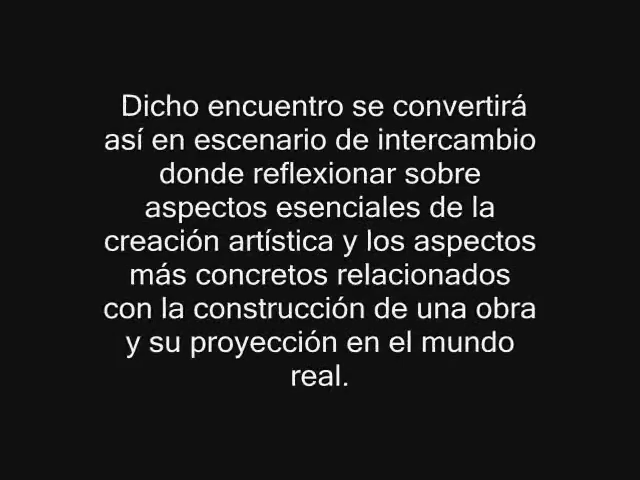 Dicho encuentro se convertirá
así en escenario de intercambio
donde reflexionar sobre
aspectos esenciales de la
creación artística y los aspectos
más concretos relacionados
con la construcción de una obra
y su proyección en el mundo
real.